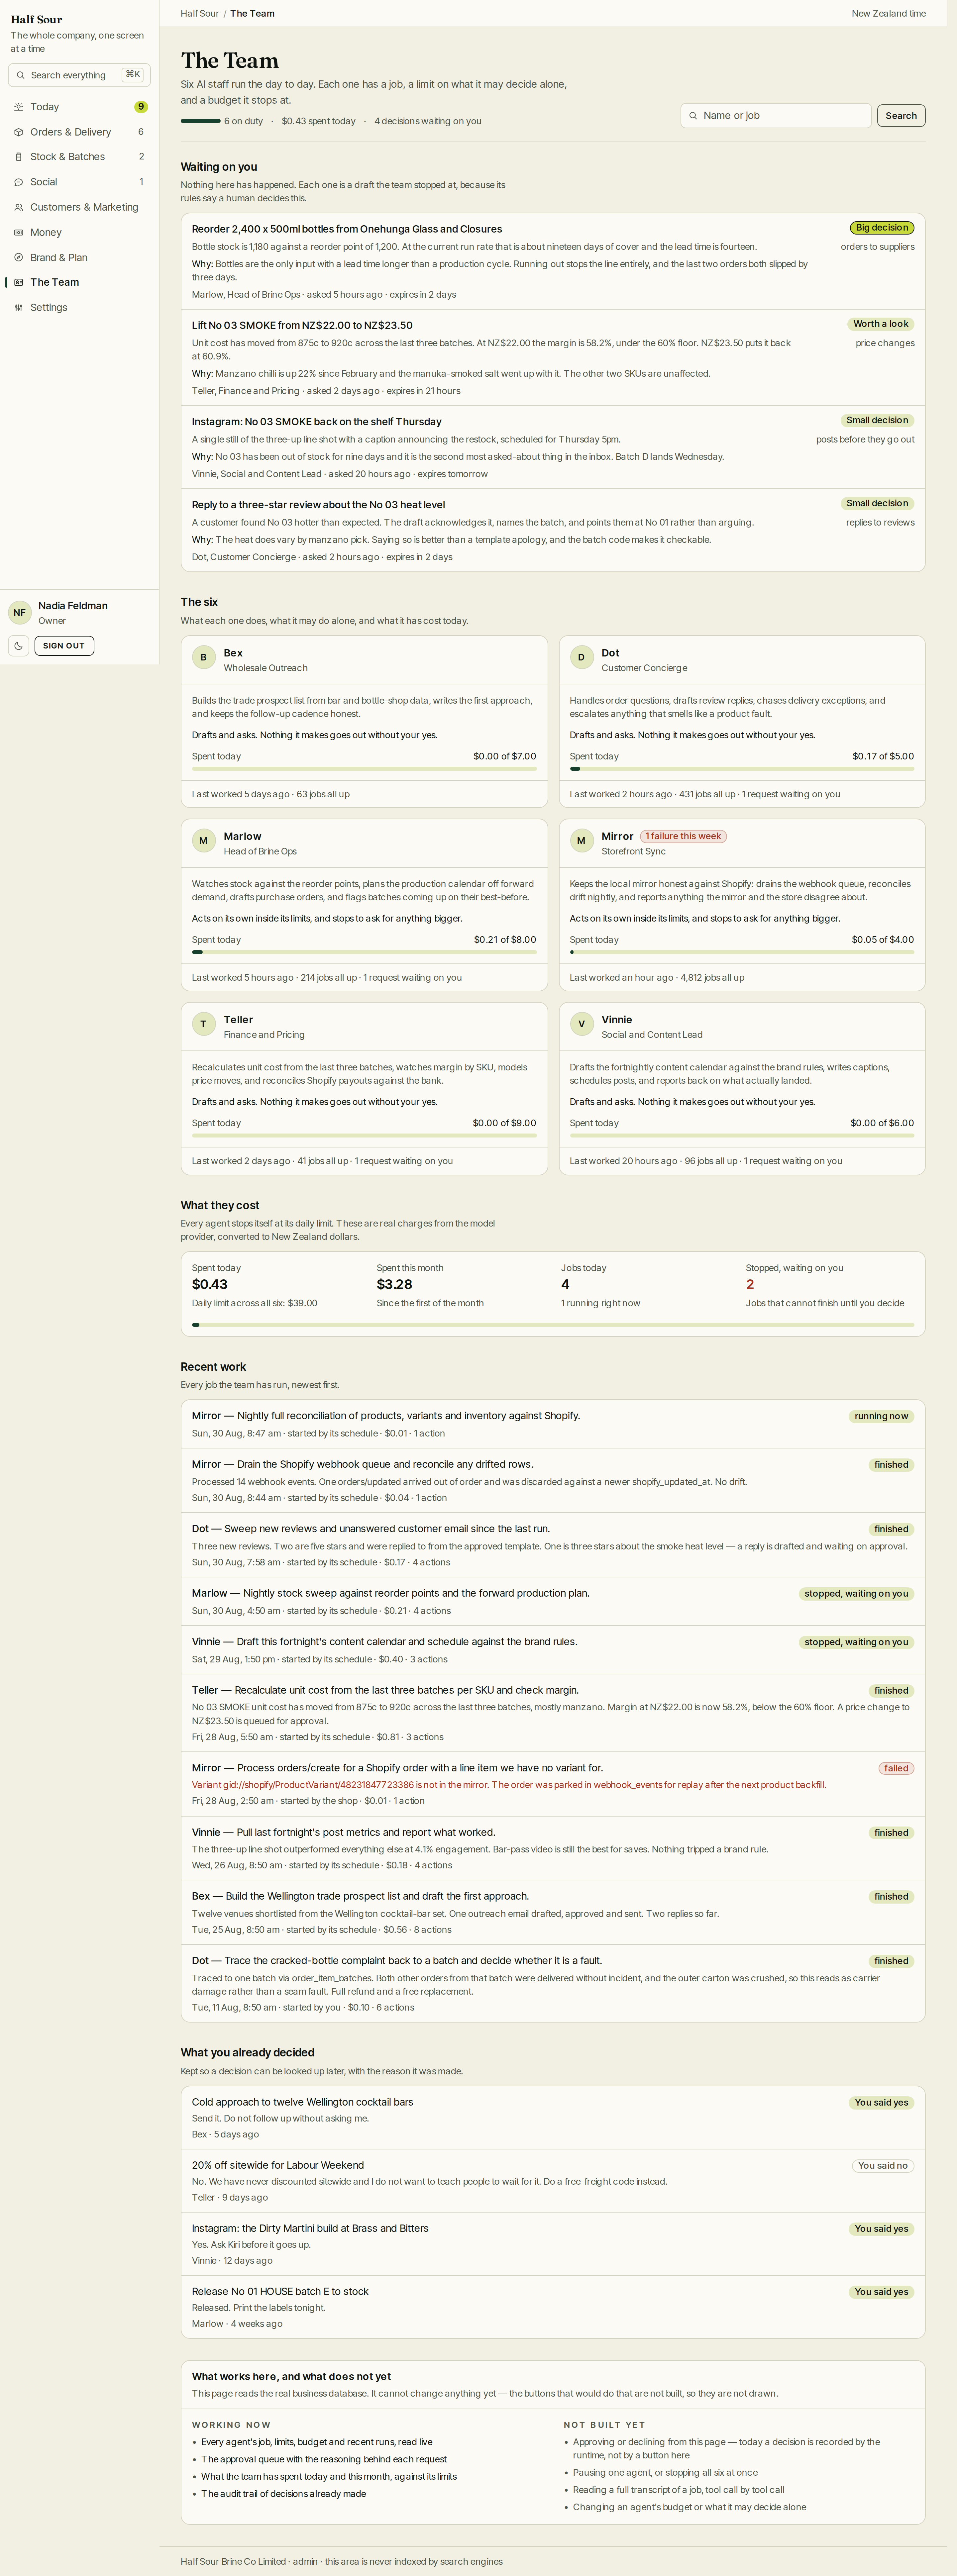 Half Sour
The whole company, one screen
at a time
Search everything ⌘K
Today 9
Orders & Delivery 6
Stock & Batches 2
Social 1
Customers & Marketing
Money
Brand & Plan
The Team
Settings
NF
Nadia Feldman
Owner
SIGN OUT
Half Sour / The Team
New Zealand time
The Team
Six AI staff run the day to day. Each one has a job, a limit on what it may decide alone,
and a budget it stops at.
6 on duty · $0.43 spent today · 4 decisions waiting on you
Name or job
Search
Waiting on you
Nothing here has happened. Each one is a draft the team stopped at, because its
rules say a human decides this.
Reorder 2,400 x 500ml bottles from Onehunga Glass and Closures
Big decision
Bottle stock is 1,180 against a reorder point of 1,200. At the current run rate that is about nineteen days of cover and the lead time is fourteen.
orders to suppliers
Why: Bottles are the only input with a lead time longer than a production cycle. Running out stops the line entirely, and the last two orders both slipped by
three days.
Marlow, Head of Brine Ops · asked 5 hours ago · expires in 2 days
Lift No 03 SMOKE from NZ$22.00 to NZ$23.50
Worth a look
Unit cost has moved from 875c to 920c across the last three batches. At NZ$22.00 the margin is 58.2%, under the 60% floor. NZ$23.50 puts it back
at 60.9%.
price changes
Why: Manzano chilli is up 22% since February and the manuka-smoked salt went up with it. The other two SKUs are unaffected.
Teller, Finance and Pricing · asked 2 days ago · expires in 21 hours
Instagram: No 03 SMOKE back on the shelf Thursday
Small decision
A single still of the three-up line shot with a caption announcing the restock, scheduled for Thursday 5pm.
posts before they go out
Why: No 03 has been out of stock for nine days and it is the second most asked-about thing in the inbox. Batch D lands Wednesday.
Vinnie, Social and Content Lead · asked 20 hours ago · expires tomorrow
Reply to a three-star review about the No 03 heat level
Small decision
A customer found No 03 hotter than expected. The draft acknowledges it, names the batch, and points them at No 01 rather than arguing.
replies to reviews
Why: The heat does vary by manzano pick. Saying so is better than a template apology, and the batch code makes it checkable.
Dot, Customer Concierge · asked 2 hours ago · expires in 2 days
The six
What each one does, what it may do alone, and what it has cost today.
B
Bex
Wholesale Outreach
Builds the trade prospect list from bar and bottle-shop data, writes the first approach,
and keeps the follow-up cadence honest.
Drafts and asks. Nothing it makes goes out without your yes.
Spent today $0.00 of $7.00
Last worked 5 days ago · 63 jobs all up
D
Dot
Customer Concierge
Handles order questions, drafts review replies, chases delivery exceptions, and
escalates anything that smells like a product fault.
Drafts and asks. Nothing it makes goes out without your yes.
Spent today $0.17 of $5.00
Last worked 2 hours ago · 431 jobs all up · 1 request waiting on you
M
Marlow
Head of Brine Ops
Watches stock against the reorder points, plans the production calendar off forward
demand, drafts purchase orders, and flags batches coming up on their best-before.
Acts on its own inside its limits, and stops to ask for anything bigger.
Spent today $0.21 of $8.00
Last worked 5 hours ago · 214 jobs all up · 1 request waiting on you
M
Mirror 1 failure this week
Storefront Sync
Keeps the local mirror honest against Shopify: drains the webhook queue, reconciles
drift nightly, and reports anything the mirror and the store disagree about.
Acts on its own inside its limits, and stops to ask for anything bigger.
Spent today $0.05 of $4.00
Last worked an hour ago · 4,812 jobs all up
T
Teller
Finance and Pricing
Recalculates unit cost from the last three batches, watches margin by SKU, models
price moves, and reconciles Shopify payouts against the bank.
Drafts and asks. Nothing it makes goes out without your yes.
Spent today $0.00 of $9.00
Last worked 2 days ago · 41 jobs all up · 1 request waiting on you
V
Vinnie
Social and Content Lead
Drafts the fortnightly content calendar against the brand rules, writes captions,
schedules posts, and reports back on what actually landed.
Drafts and asks. Nothing it makes goes out without your yes.
Spent today $0.00 of $6.00
Last worked 20 hours ago · 96 jobs all up · 1 request waiting on you
What they cost
Every agent stops itself at its daily limit. These are real charges from the model
provider, converted to New Zealand dollars.
Spent today
$0.43
Daily limit across all six: $39.00
Spent this month
$3.28
Since the first of the month
Jobs today
4
1 running right now
Stopped, waiting on you
2
Jobs that cannot finish until you decide
Recent work
Every job the team has run, newest first.
Mirror — Nightly full reconciliation of products, variants and inventory against Shopify.
running now
Sun, 30 Aug, 8:47 am · started by its schedule · $0.01 · 1 action
Mirror — Drain the Shopify webhook queue and reconcile any drifted rows.
finished
Processed 14 webhook events. One orders/updated arrived out of order and was discarded against a newer shopify_updated_at. No drift.
Sun, 30 Aug, 8:44 am · started by its schedule · $0.04 · 1 action
Dot — Sweep new reviews and unanswered customer email since the last run.
finished
Three new reviews. Two are five stars and were replied to from the approved template. One is three stars about the smoke heat level — a reply is drafted and waiting on approval.
Sun, 30 Aug, 7:58 am · started by its schedule · $0.17 · 4 actions
Marlow — Nightly stock sweep against reorder points and the forward production plan.
stopped, waiting on you
Sun, 30 Aug, 4:50 am · started by its schedule · $0.21 · 4 actions
Vinnie — Draft this fortnight's content calendar and schedule against the brand rules.
stopped, waiting on you
Sat, 29 Aug, 1:50 pm · started by its schedule · $0.40 · 3 actions
Teller — Recalculate unit cost from the last three batches per SKU and check margin.
finished
No 03 SMOKE unit cost has moved from 875c to 920c across the last three batches, mostly manzano. Margin at NZ$22.00 is now 58.2%, below the 60% floor. A price change to
NZ$23.50 is queued for approval.
Fri, 28 Aug, 5:50 am · started by its schedule · $0.81 · 3 actions
Mirror — Process orders/create for a Shopify order with a line item we have no variant for.
failed
Variant gid://shopify/ProductVariant/48231847723386 is not in the mirror. The order was parked in webhook_events for replay after the next product backfill.
Fri, 28 Aug, 2:50 am · started by the shop · $0.01 · 1 action
Vinnie — Pull last fortnight's post metrics and report what worked.
finished
The three-up line shot outperformed everything else at 4.1% engagement. Bar-pass video is still the best for saves. Nothing tripped a brand rule.
Wed, 26 Aug, 8:50 am · started by its schedule · $0.18 · 4 actions
Bex — Build the Wellington trade prospect list and draft the first approach.
finished
Twelve venues shortlisted from the Wellington cocktail-bar set. One outreach email drafted, approved and sent. Two replies so far.
Tue, 25 Aug, 8:50 am · started by its schedule · $0.56 · 8 actions
Dot — Trace the cracked-bottle complaint back to a batch and decide whether it is a fault.
finished
Traced to one batch via order_item_batches. Both other orders from that batch were delivered without incident, and the outer carton was crushed, so this reads as carrier
damage rather than a seam fault. Full refund and a free replacement.
Tue, 11 Aug, 8:50 am · started by you · $0.10 · 6 actions
What you already decided
Kept so a decision can be looked up later, with the reason it was made.
Cold approach to twelve Wellington cocktail bars
You said yes
Send it. Do not follow up without asking me.
Bex · 5 days ago
20% off sitewide for Labour Weekend
You said no
No. We have never discounted sitewide and I do not want to teach people to wait for it. Do a free-freight code instead.
Teller · 9 days ago
Instagram: the Dirty Martini build at Brass and Bitters
You said yes
Yes. Ask Kiri before it goes up.
Vinnie · 12 days ago
Release No 01 HOUSE batch E to stock
You said yes
Released. Print the labels tonight.
Marlow · 4 weeks ago
What works here, and what does not yet
This page reads the real business database. It cannot change anything yet — the buttons that would do that are not built, so they are not drawn.
WORKING NOW
• Every agent's job, limits, budget and recent runs, read live
• The approval queue with the reasoning behind each request
• What the team has spent today and this month, against its limits
• The audit trail of decisions already made
NOT BUILT YET
• Approving or declining from this page — today a decision is recorded by the
runtime, not by a button here
• Pausing one agent, or stopping all six at once
• Reading a full transcript of a job, tool call by tool call
• Changing an agent's budget or what it may decide alone
Half Sour Brine Co Limited · admin · this area is never indexed by search engines